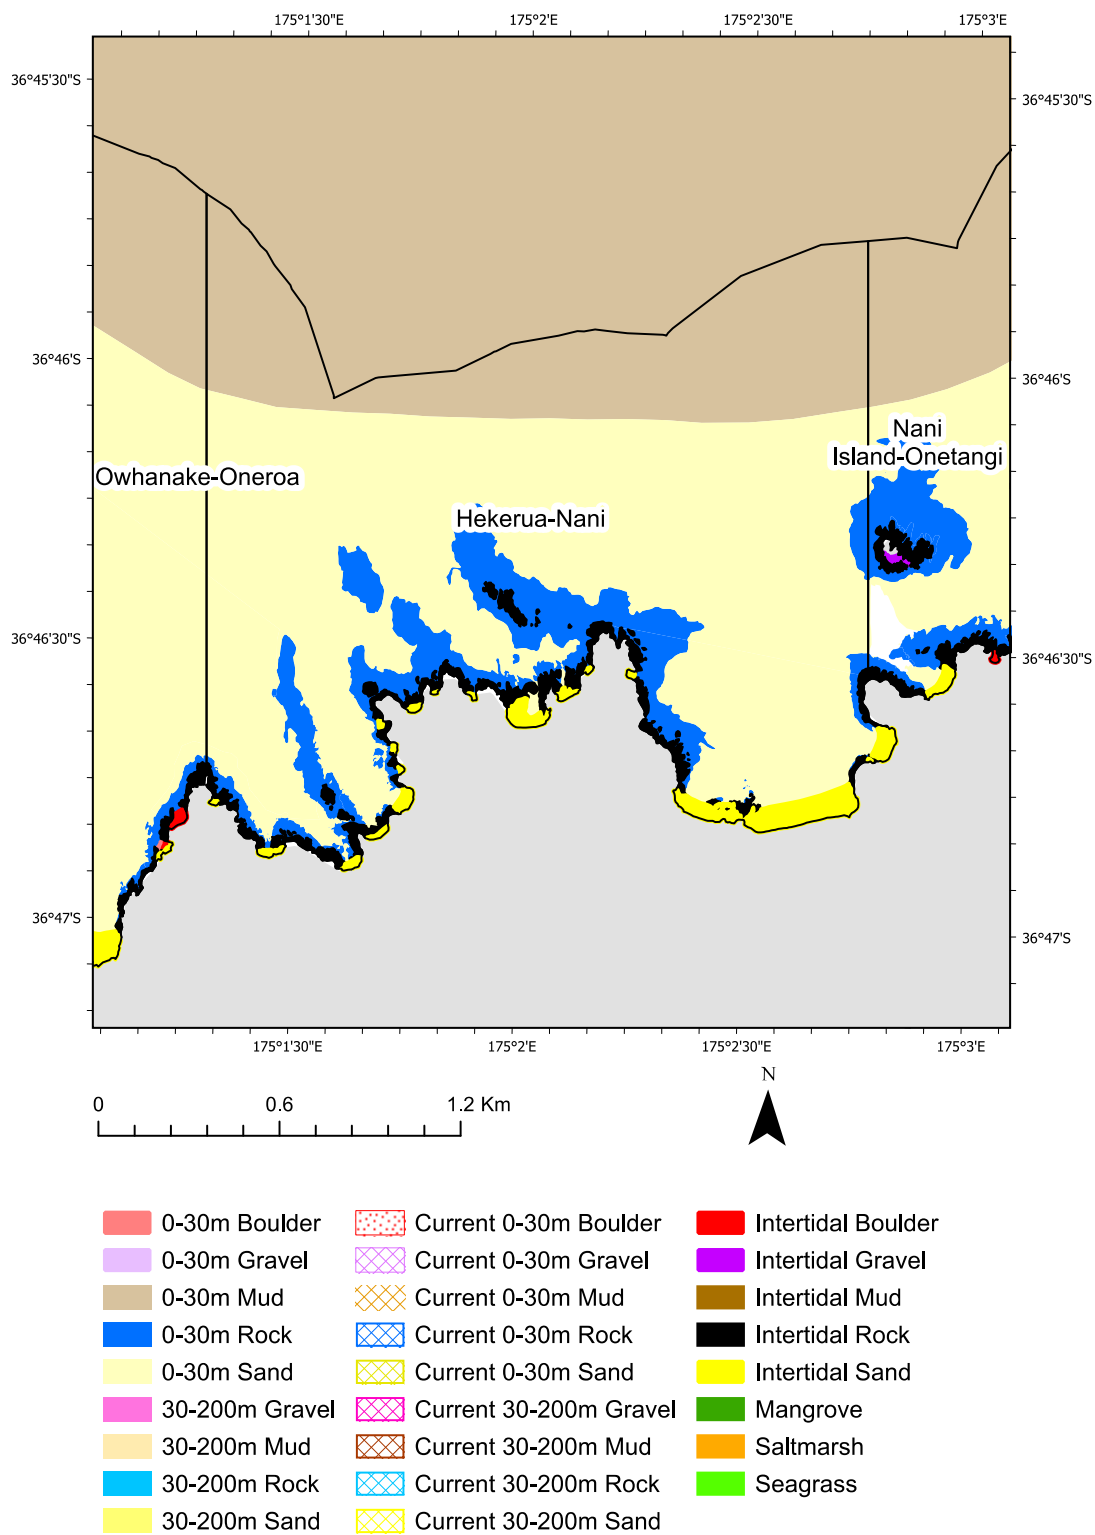 175°1'30"E 175°2'E 175°2'30"E 175°3'E
36°45'30"S
36°45'30"S
36°46'S
36°46'S
Nani
Island-Onetangi
Owhanake-Oneroa
Hekerua-Nani
36°46'30"S
36°46'30"S
36°47'S
36°47'S
175°1'30"E 175°2'E 175°2'30"E 175°3'E
N
0 0.6 1.2 Km
0-30m Boulder Current 0-30m Boulder Intertidal Boulder
0-30m Gravel Current 0-30m Gravel Intertidal Gravel
0-30m Mud Current 0-30m Mud Intertidal Mud
0-30m Rock Current 0-30m Rock Intertidal Rock
0-30m Sand Current 0-30m Sand Intertidal Sand
30-200m Gravel Current 30-200m Gravel Mangrove
30-200m Mud Current 30-200m Mud Saltmarsh
30-200m Rock Current 30-200m Rock Seagrass
30-200m Sand Current 30-200m Sand